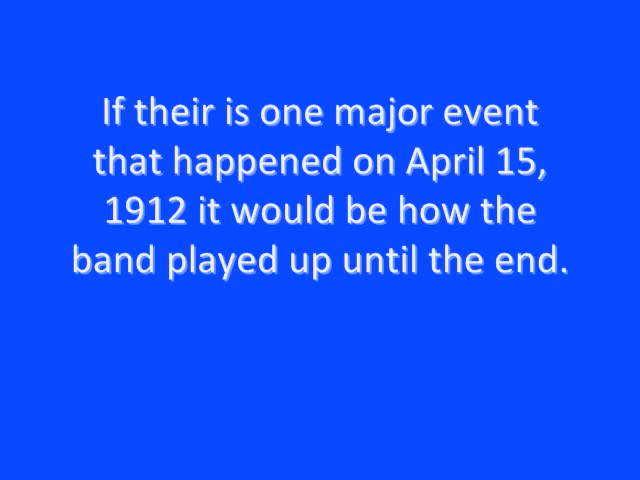 If their is one major event
that happened on April 15,
1912 it would be how the
band played up until the end.